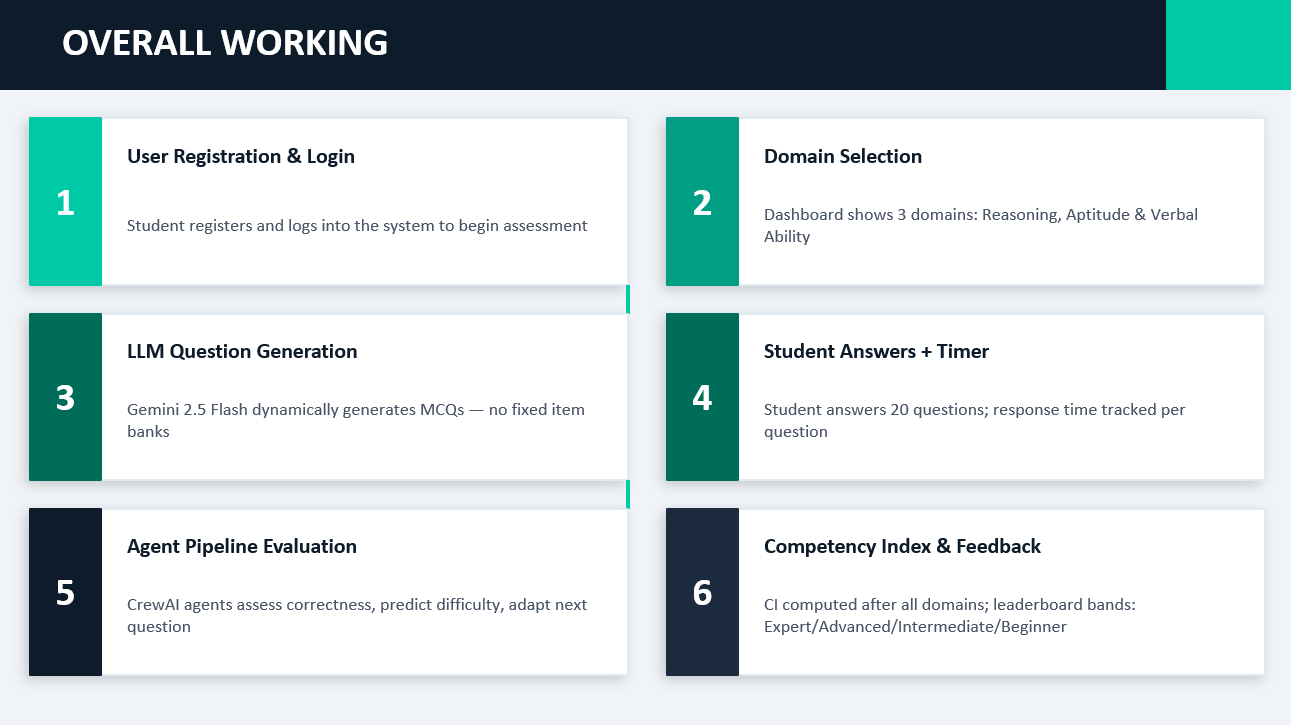 OVERALL WORKING
1
User Registration & Login
Student registers and logs into the system to begin assessment
2
Domain Selection
Dashboard shows 3 domains: Reasoning, Aptitude & Verbal
Ability
3
LLM Question Generation
Gemini 2.5 Flash dynamically generates MCQs — no fixed item
banks
4
Student Answers + Timer
Student answers 20 questions; response time tracked per
question
5
Agent Pipeline Evaluation
CrewAI agents assess correctness, predict difficulty, adapt next
question
6
Competency Index & Feedback
CI computed after all domains; leaderboard bands:
Expert/Advanced/Intermediate/Beginner